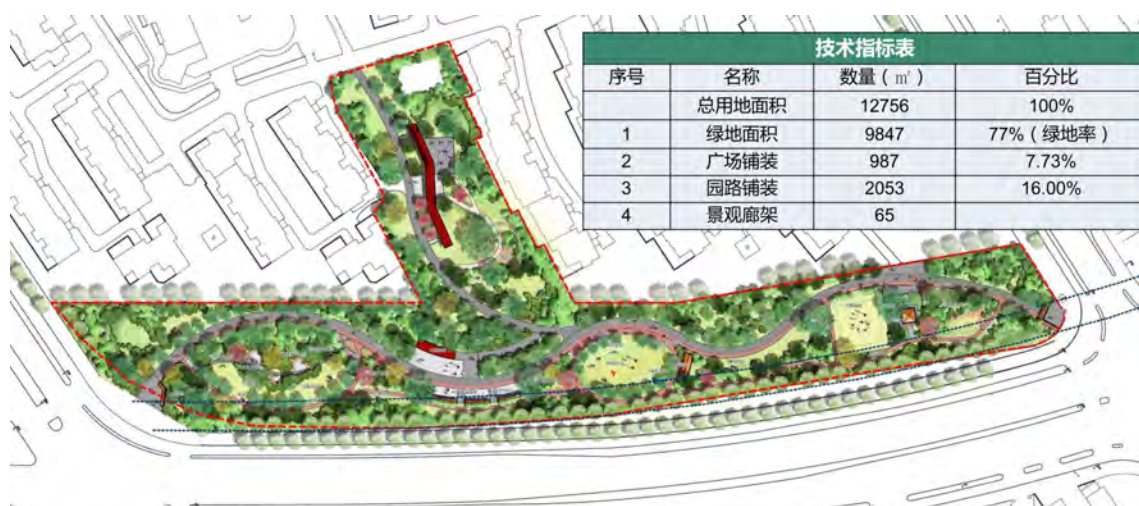 技术指标表
序号 名称 数量（㎡） 百分比
总用地面积 12756 100%
1 绿地面积 9847 77%（绿地率）
2 广场铺装 987 7.73%
3 园路铺装 2053 16.00%
4 景观廊架 65